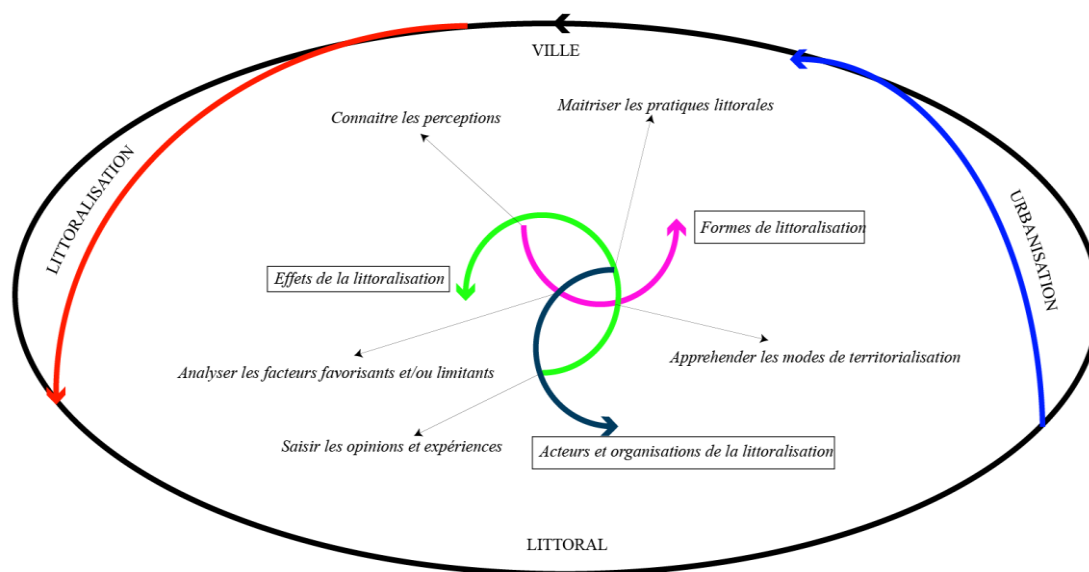 VILLE
Connaitre les perceptions
Maitriser les pratiques littorales
LITTORALISATION
URBANISATION
Formes de littoralisation
Effets de la littoralisation
Analyser les facteurs favorisants et/ou limitants
Apprehender les modes de territorialisation
Saisir les opinions et expériences
Acteurs et organisations de la littoralisation
LITTORAL